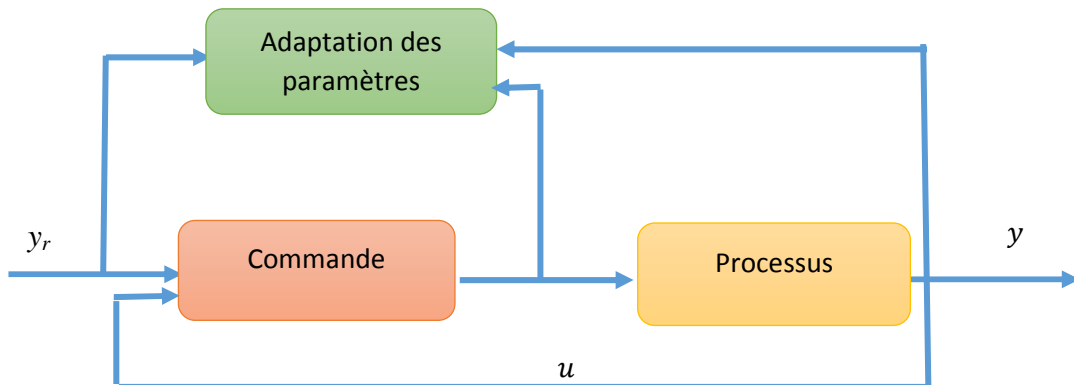 Adaptation des
paramètres
y_r
Commande
Processus
y
u